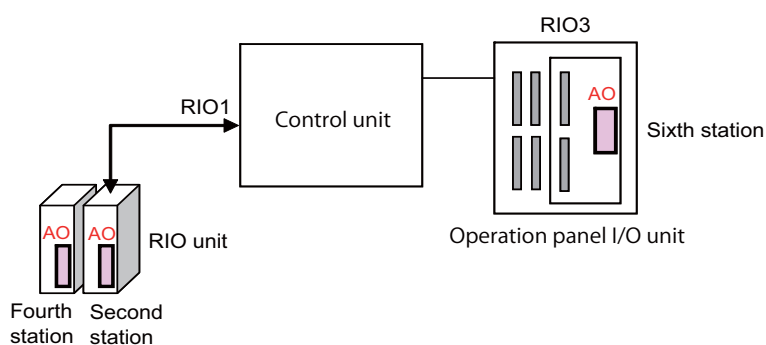 RIO3
RIO1
Control unit
AO
Sixth station
AO
AO
RIO unit
Operation panel I/O unit
Fourth
station
Second
station